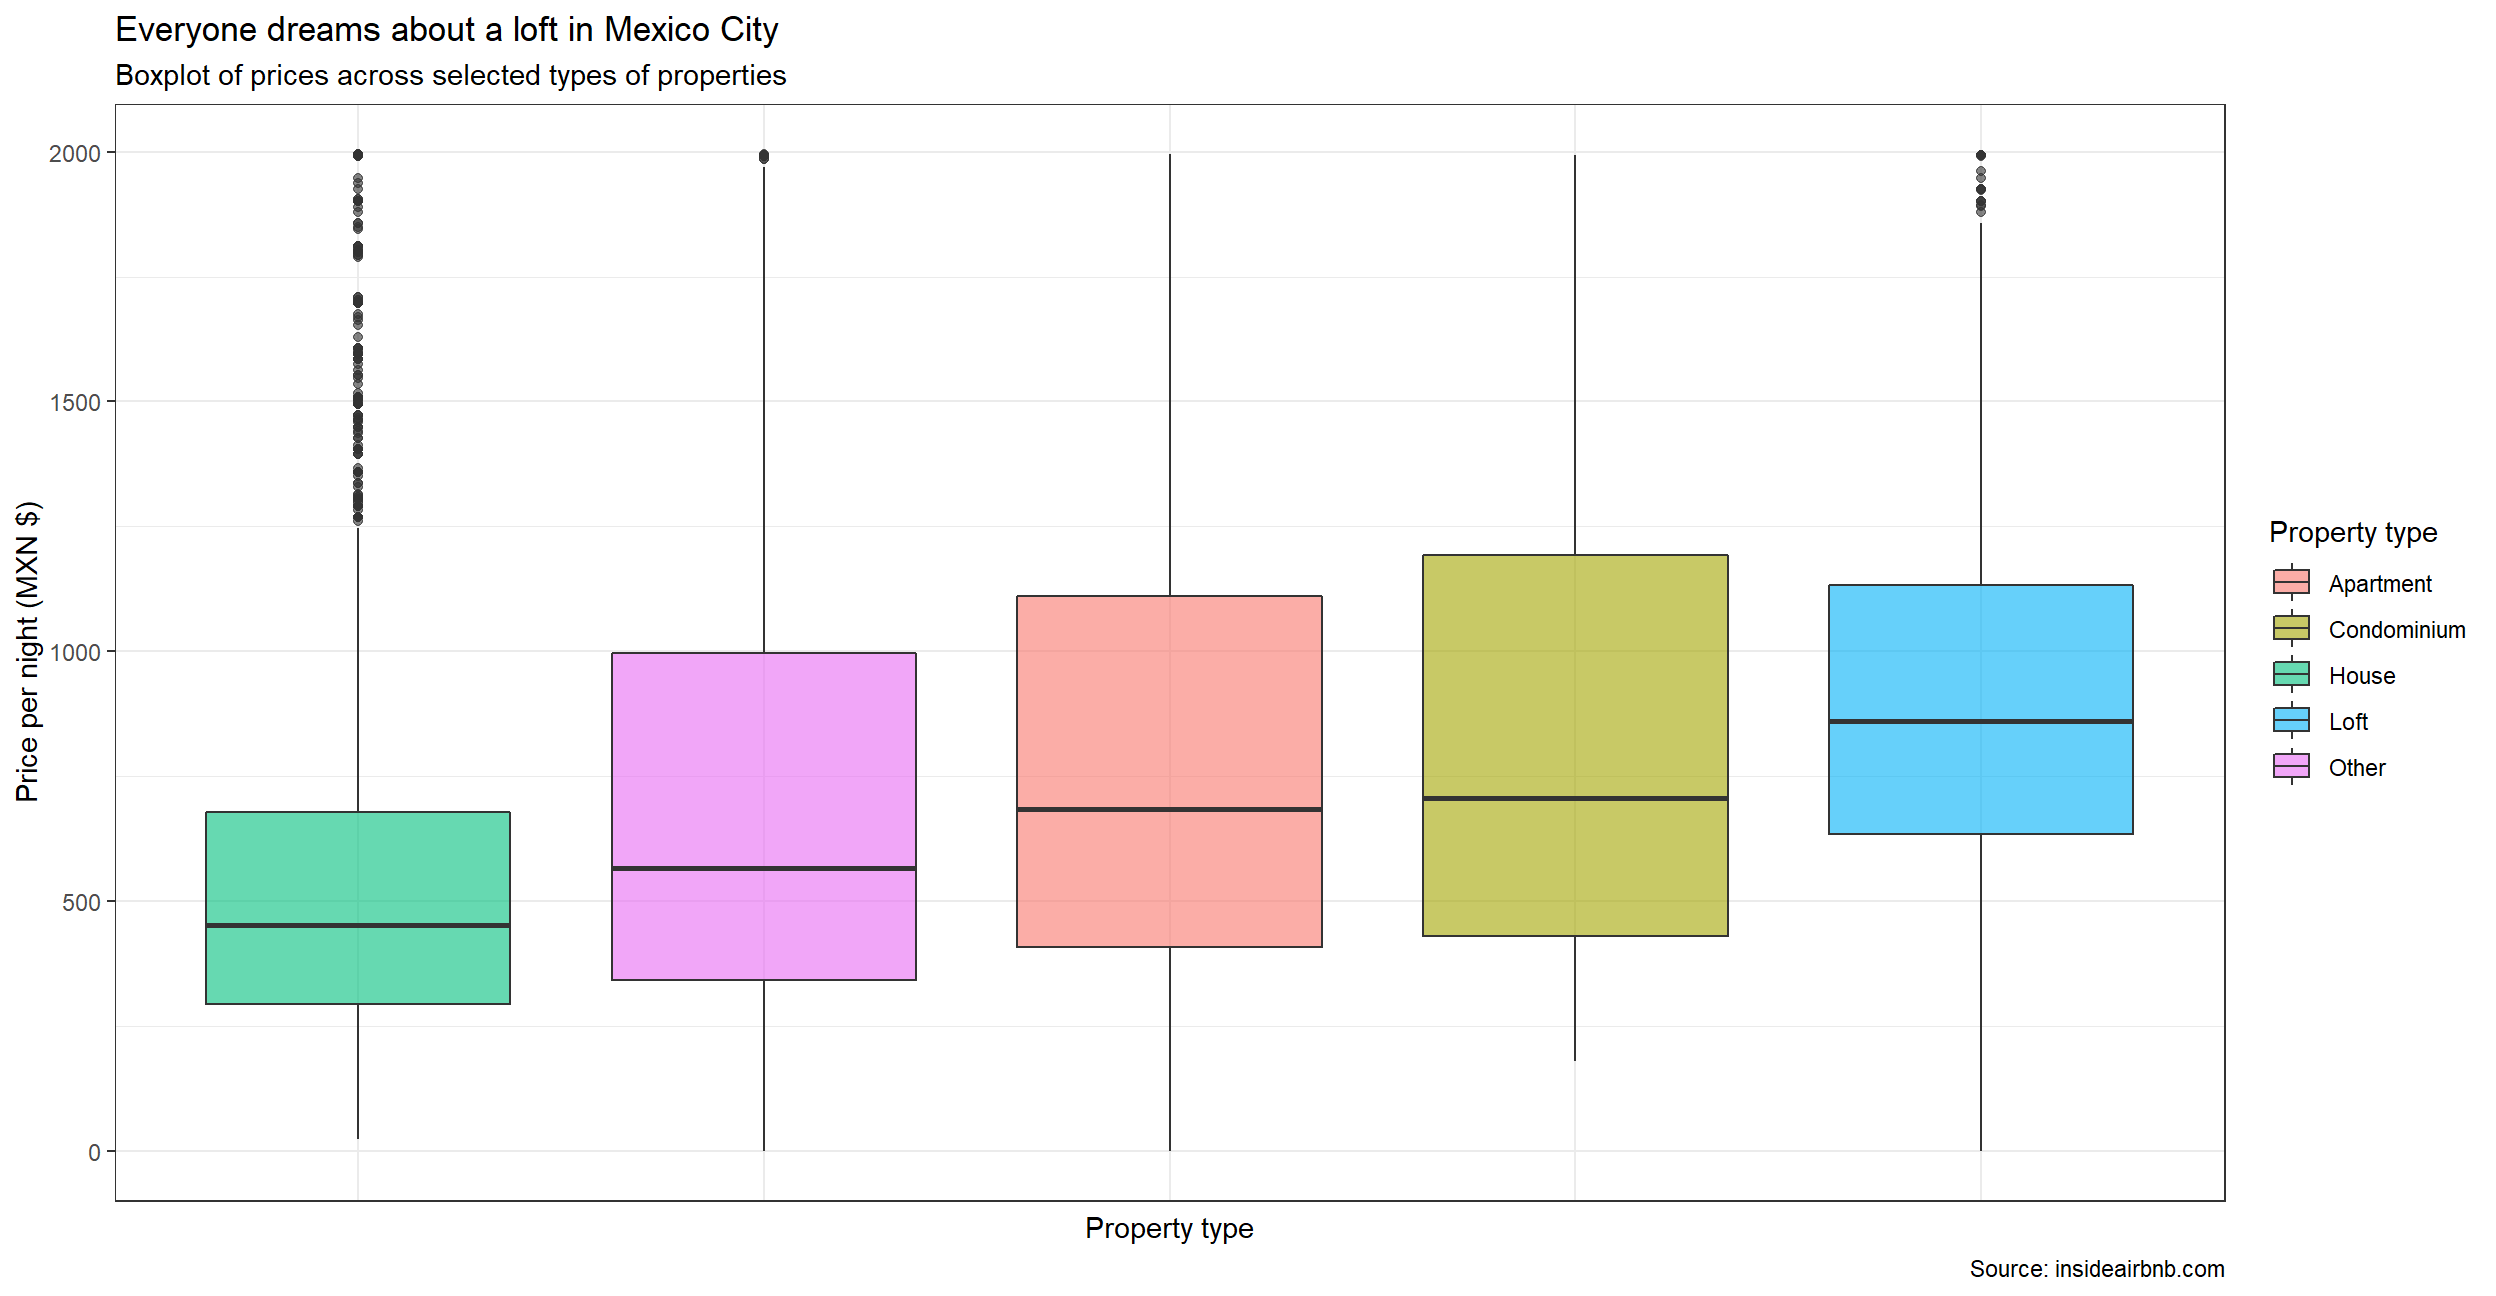 Everyone dreams about a loft in Mexico City
Boxplot of prices across selected types of properties
Price per night (MXN $)
2000
1500
1000
500
0
Property type
Property type
Apartment
Condominium
House
Loft
Other
Source: insideairbnb.com